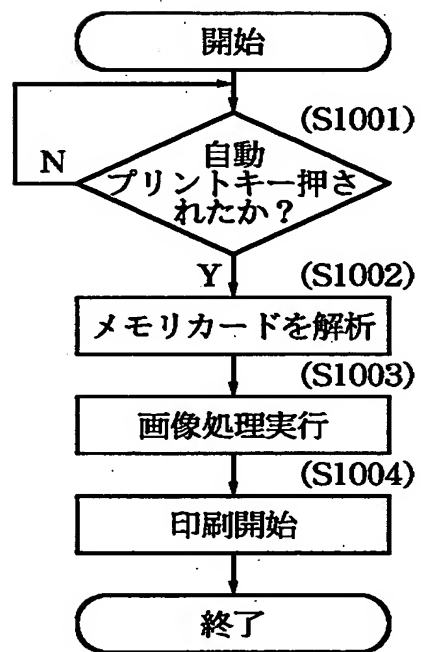 開始
(S1001)
自動
プリントキー押さ
れたか?
N
Y
(S1002)
メモリカードを解析
(S1003)
画像処理実行
(S1004)
印刷開始
終了